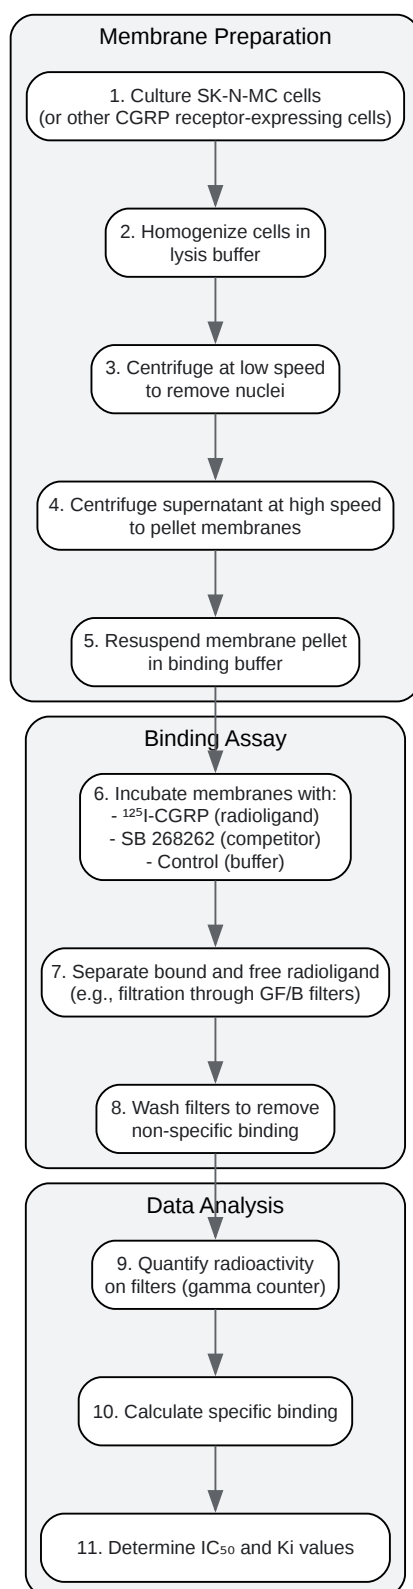 Membrane Preparation
1. Culture SK-N-MC cells
(or other CGRP receptor-expressing cells)
2. Homogenize cells in
lysis buffer
3. Centrifuge at low speed
to remove nuclei
4. Centrifuge supernatant at high speed
to pellet membranes
5. Resuspend membrane pellet
in binding buffer
Binding Assay
6. Incubate membranes with:
- ¹²⁵I-CGRP (radioligand)
- SB 268262 (competitor)
- Control (buffer)
7. Separate bound and free radioligand
(e.g., filtration through GF/B filters)
8. Wash filters to remove
non-specific binding
Data Analysis
9. Quantify radioactivity
on filters (gamma counter)
10. Calculate specific binding
11. Determine IC₅₀ and Ki values